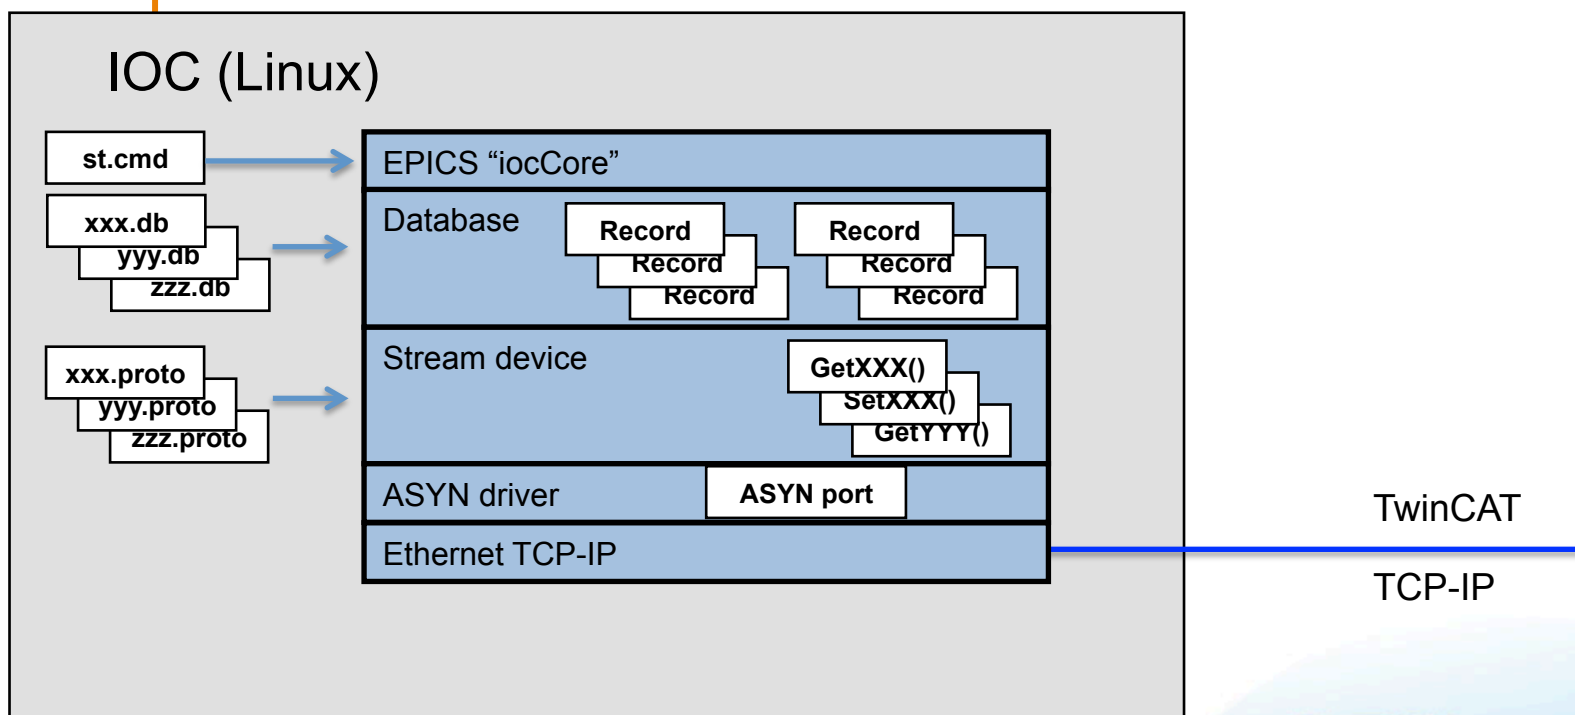 IOC (Linux)
st.cmd
EPICS “iocCore”
xxx.db
yyy.db
zzz.db
Database
Record
Record
Record
Record
Record
Record
xxx.proto
yyy.proto
zzz.proto
Stream device
GetXXX()
SetXXX()
GetYYY()
ASYN driver
ASYN port
Ethernet TCP-IP
TwinCAT
TCP-IP